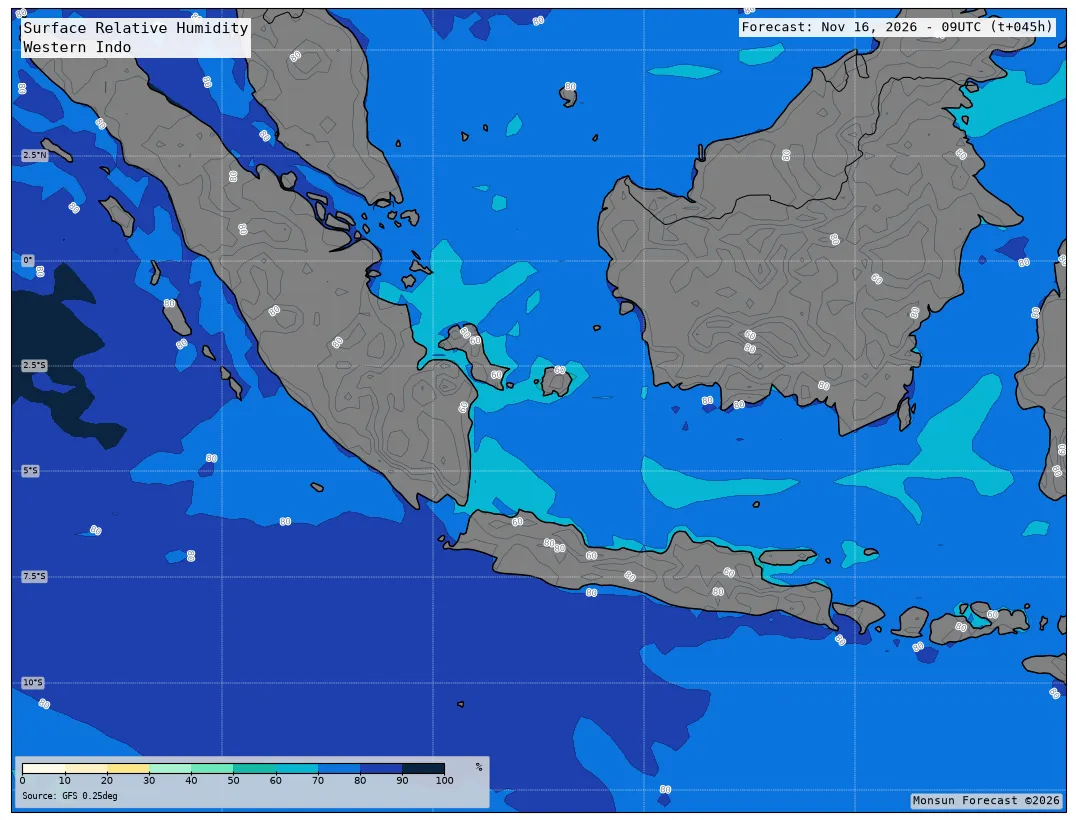 Surface Relative Humidity
Western Indo
Forecast: Nov 16, 2026 - 09UTC (t+045h)
2.5°N
0°
2.5°S
5°S
7.5°S
10°S
%
0 10 20 30 40 50 60 70 80 90 100
Source: GFS 0.25deg
Monsun Forecast ©2026